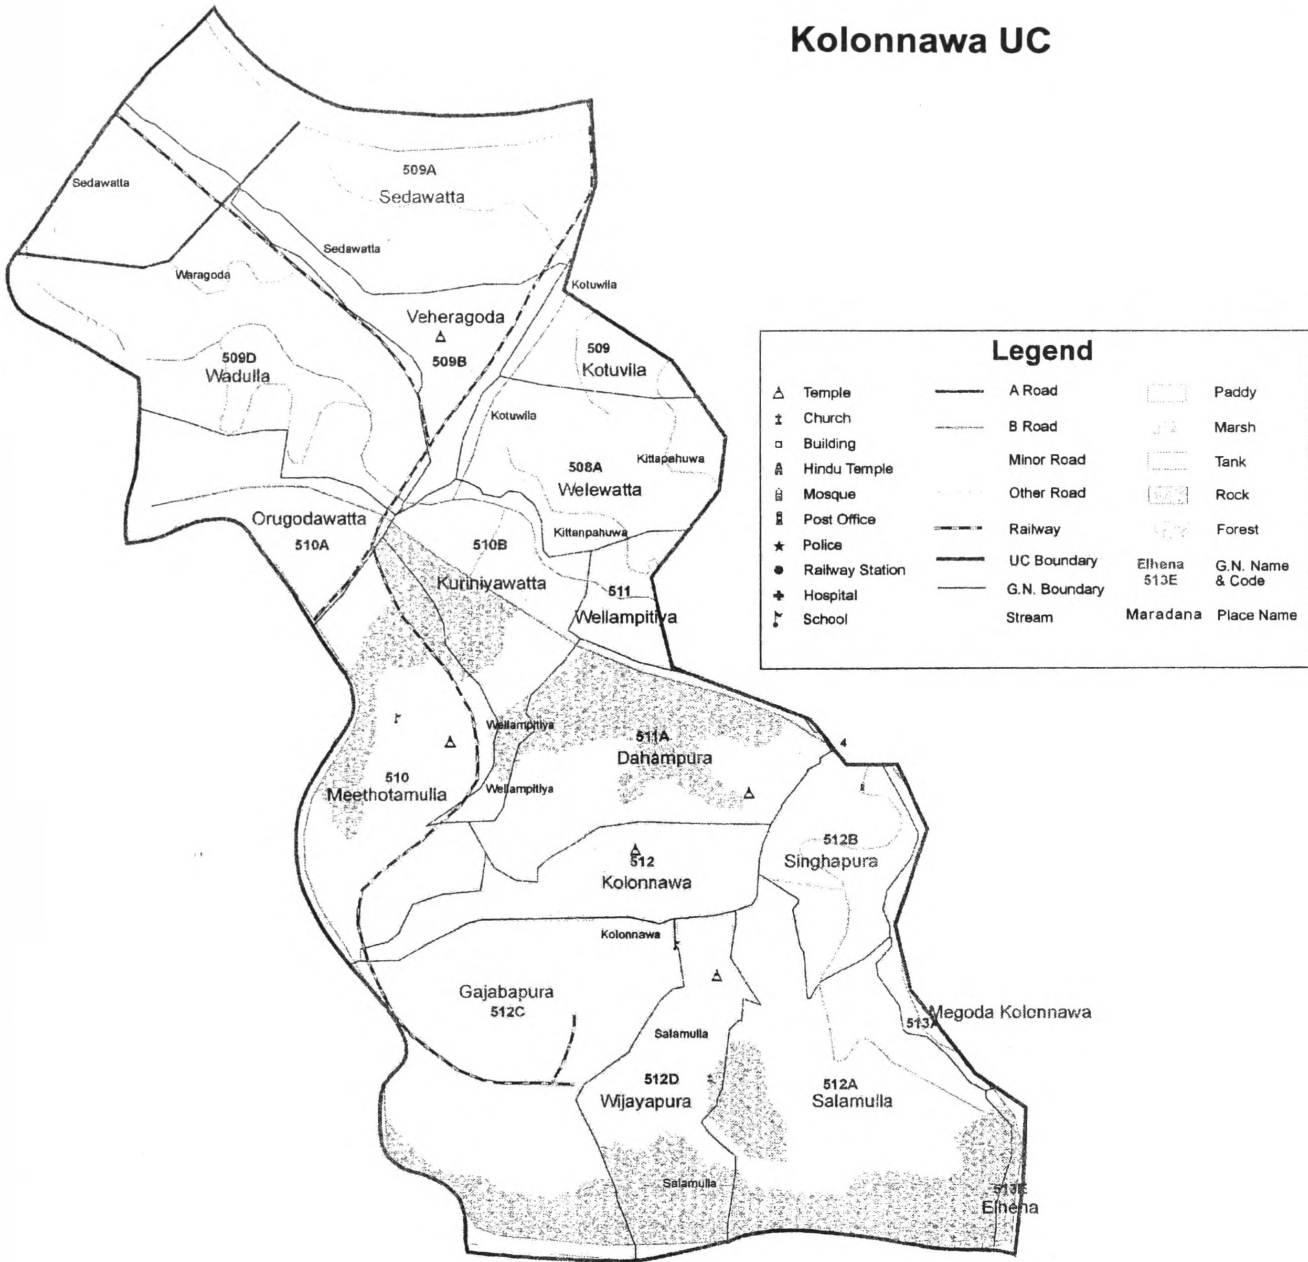 Kolonnawa UC
509A
Sedawatta
Sedawatta
Sedawatta
Waragoda
Kotuwila
Veheragoda
509B
509
Kotuvila
509D
Wadulla
Kotuwila
Kittapahuwa
508A
Welewatta
Orugodawatta
510A
510B
Kittanpahuwa
Kuriniyawatta
511
Wellampitiya
Wellampitiya
511A
Dahampura
4
510
Meethotamulla
Wellampitiya
512B
Singhapura
512
Kolonnawa
Kolonnawa
Gajabapura
512C
Megoda Kolonnawa
513A
Salamulla
512D
Wijayapura
512A
Salamulla
Salamulla
513E
Elhena
Legend
Temple
Church
Building
Hindu Temple
Mosque
Post Office
Police
Railway Station
Hospital
School
A Road
B Road
Minor Road
Other Road
Railway
UC Boundary
G.N. Boundary
Stream
Paddy
Marsh
Tank
Rock
Forest
Elhena G.N. Name
513E & Code
Maradana Place Name